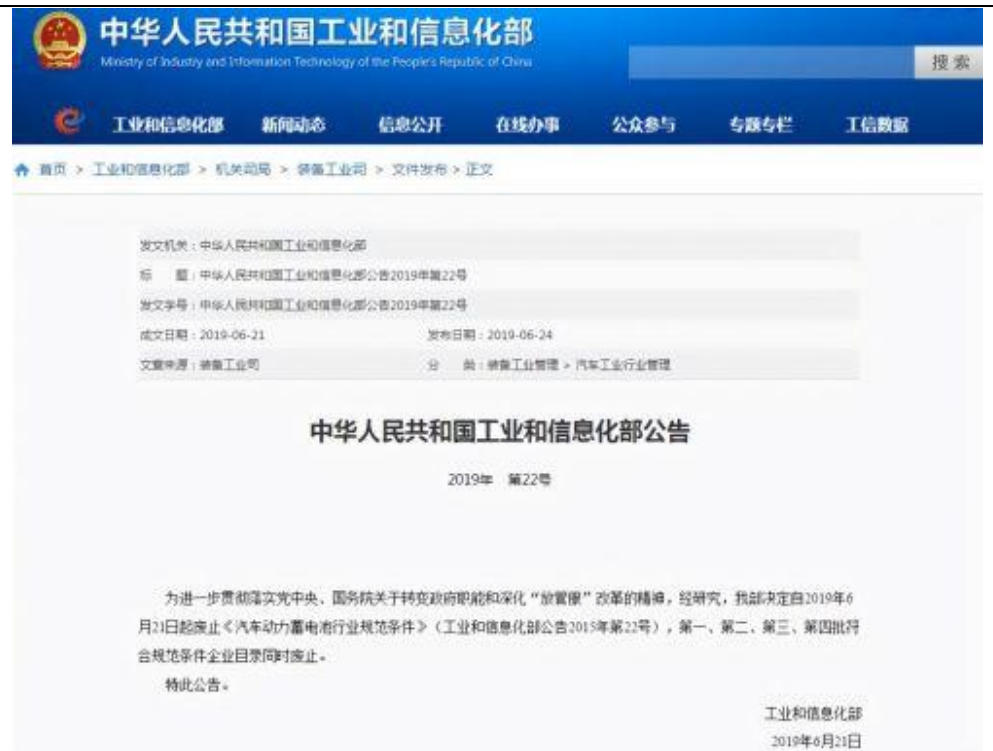 中华人民共和国工业和信息化部
Ministry of Industry and Information Technology of the People's Republic of China
搜索
工业和信息化部 新闻动态 信息公开 在线办事 公众参与 专题专栏 工信数据
首页 > 工业和信息化部 > 机关司局 > 装备工业司 > 文件发布 > 正文
发文机关：中华人民共和国工业和信息化部
标 题：中华人民共和国工业和信息化部公告2019年第22号
发文字号：中华人民共和国工业和信息化部公告2019年第22号
成文日期：2019-06-21 发布日期：2019-06-24
文章来源：装备工业司 分 类：装备工业管理 > 汽车工业行业管理
中华人民共和国工业和信息化部公告
2019年 第22号
为进一步贯彻落实党中央、国务院关于转变政府职能和深化“放管服”改革的精神，经研究，我部决定自2019年6
月21日起废止《汽车动力蓄电池行业规范条件》（工业和信息化部公告2015年第22号），第一、第二、第三、第四批符
合规范条件企业目录同时废止。
特此公告。
工业和信息化部
2019年6月21日